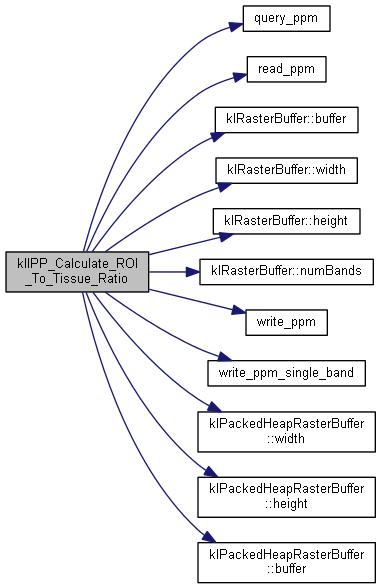 query_ppm
read_ppm
klRasterBuffer::buffer
klRasterBuffer::width
klRasterBuffer::height
klIPP_Calculate_ROI
_To_Tissue_Ratio
klRasterBuffer::numBands
write_ppm
write_ppm_single_band
klPackedHeapRasterBuffer
::width
klPackedHeapRasterBuffer
::height
klPackedHeapRasterBuffer
::buffer